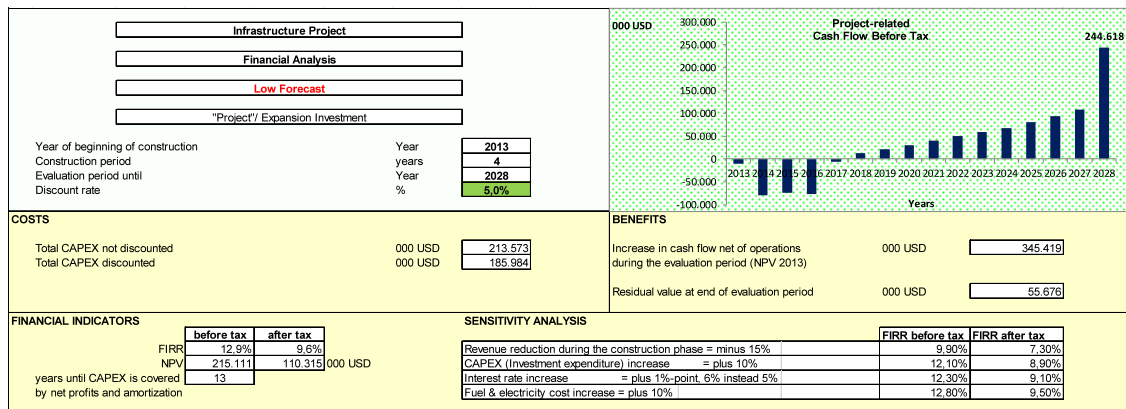 Infrastructure Project
Financial Analysis
Low Forecast
"Project"/ Expansion Investment
Year of beginning of construction Year 2013
Construction period years 4
Evaluation period until Year 2028
Discount rate % 5,0%
000 USD
Project-related
Cash Flow Before Tax
300.000
250.000
200.000
150.000
100.000
50.000
0
-50.000
-100.000
244.618
2013 2014 2015 2016 2017 2018 2019 2020 2021 2022 2023 2024 2025 2026 2027 2028
Years
COSTS
Total CAPEX not discounted 000 USD 213.573
Total CAPEX discounted 000 USD 185.984
BENEFITS
Increase in cash flow net of operations 000 USD 345.419
during the evaluation period (NPV 2013)
Residual value at end of evaluation period 000 USD 55.676
FINANCIAL INDICATORS
before tax after tax
FIRR 12,9% 9,6%
NPV 215.111 110.315 000 USD
years until CAPEX is covered 13
by net profits and amortization
SENSITIVITY ANALYSIS
FIRR before tax FIRR after tax
Revenue reduction during the construction phase = minus 15% 9,90% 7,30%
CAPEX (Investment expenditure) increase = plus 10% 12,10% 8,90%
Interest rate increase = plus 1%-point, 6% instead 5% 12,30% 9,10%
Fuel & electricity cost increase = plus 10% 12,80% 9,50%